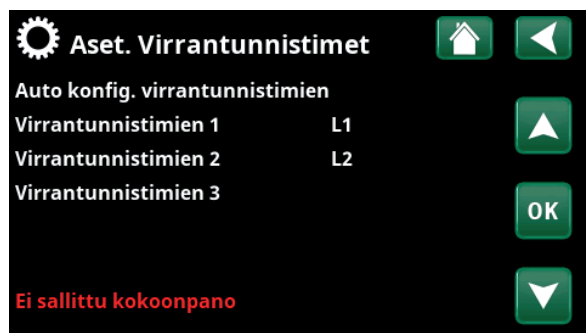 Aset. Virrantunnistimet
Auto konfig. virrantunnistimien
Virrantunnistimien 1 L1
Virrantunnistimien 2 L2
Virrantunnistimien 3
OK
Ei sallittu kokoonpano